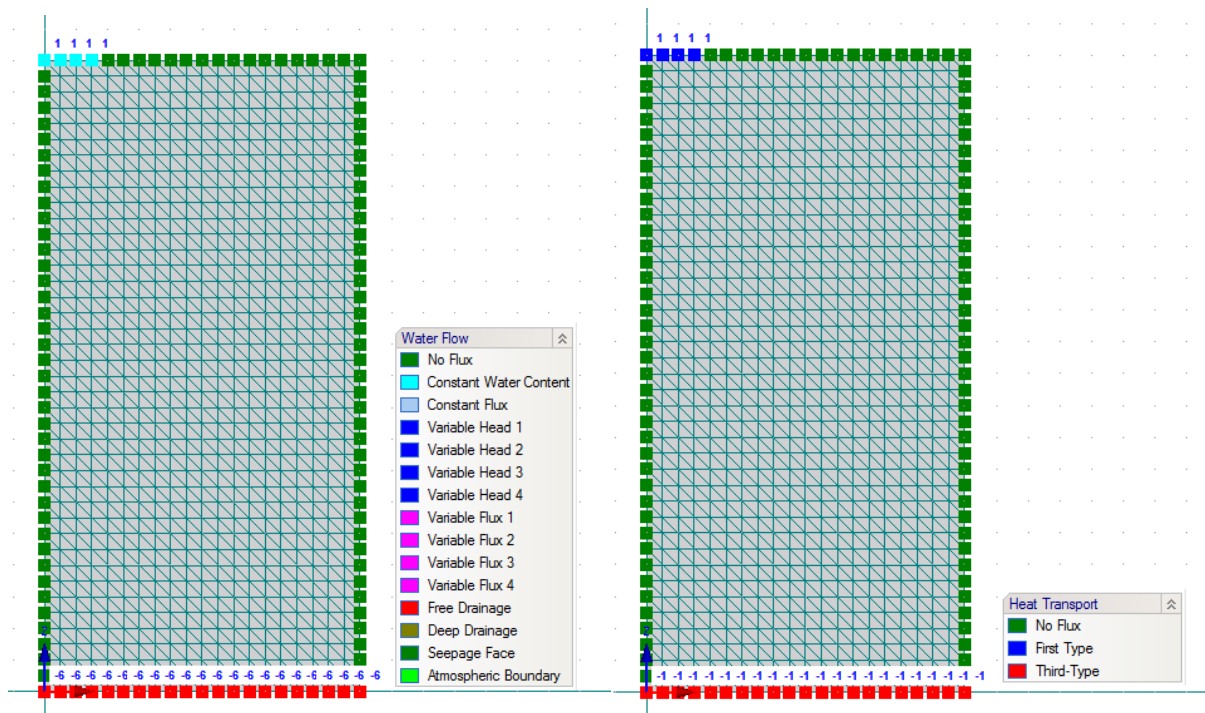 1 1 1 1
-6 -6 -6 -6 -6 -6 -6 -6 -6 -6 -6 -6 -6 -6 -6 -6 -6 -6 -6 -6 -6
Water Flow
No Flux
Constant Water Content
Constant Flux
Variable Head 1
Variable Head 2
Variable Head 3
Variable Head 4
Variable Flux 1
Variable Flux 2
Variable Flux 3
Variable Flux 4
Free Drainage
Deep Drainage
Seepage Face
Atmospheric Boundary
1 1 1 1
-1 -1 -1 -1 -1 -1 -1 -1 -1 -1 -1 -1 -1 -1 -1 -1 -1 -1 -1 -1 -1
Heat Transport
No Flux
First Type
Third-Type